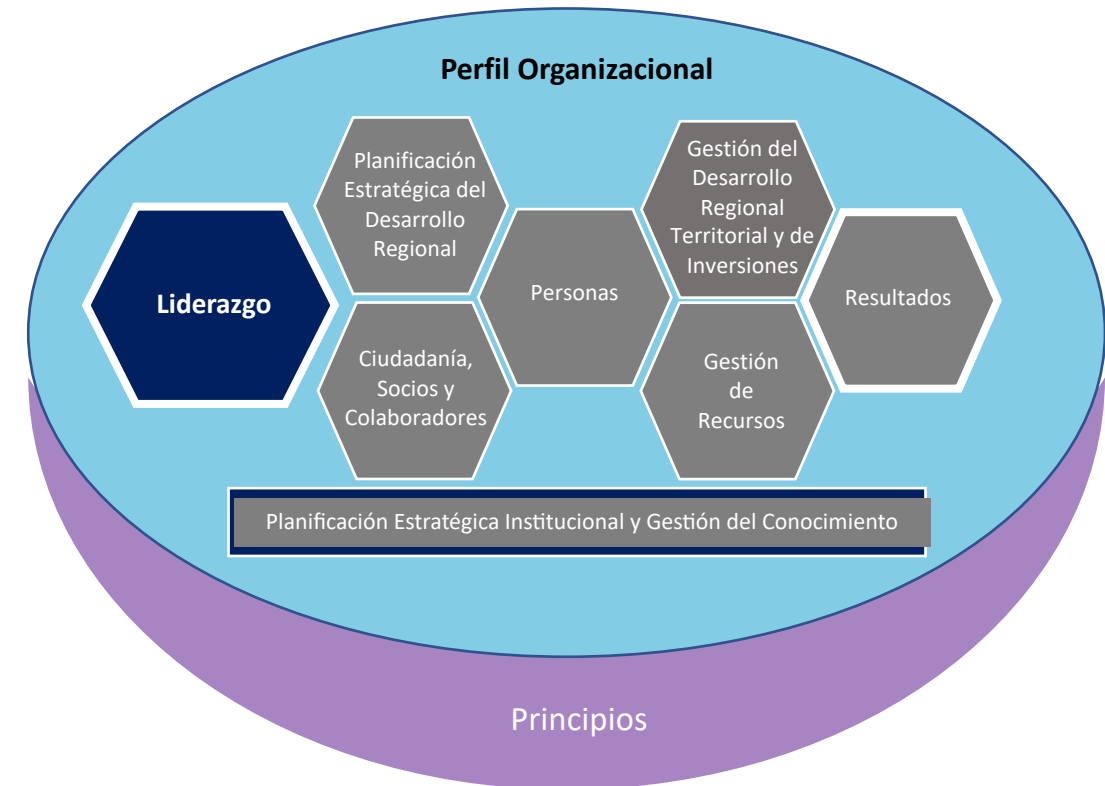 Perfil Organizacional
Liderazgo
Planificación
Estratégica del
Desarrollo
Regional
Ciudadanía,
Socios y
Colaboradores
Personas
Gestión del
Desarrollo
Regional
Territorial y de
Inversiones
Gestión
de
Recursos
Resultados
Planificación Estratégica Institucional y Gestión del Conocimiento
Principios